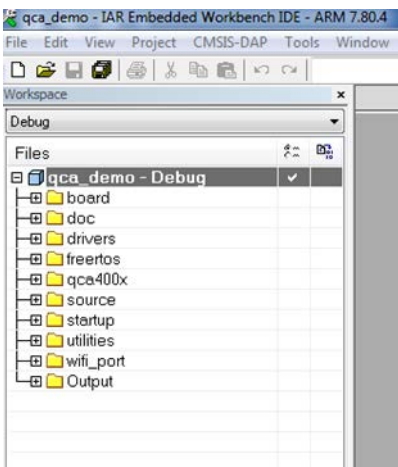 qca_demo - IAR Embedded Workbench IDE - ARM 7.80.4
File Edit View Project CMSIS-DAP Tools Window
Workspace
Debug
Files
qca_demo - Debug
board
doc
drivers
freertos
qca400x
source
startup
utilities
wifi_port
Output